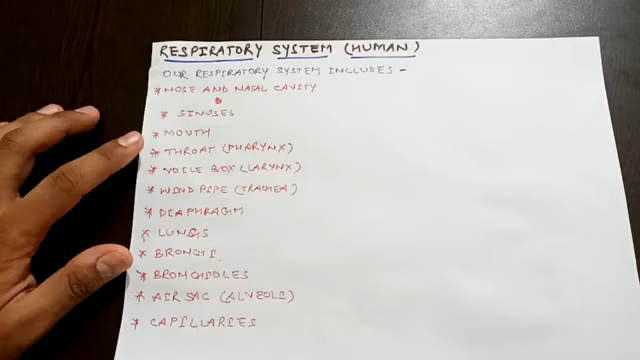 RESPIRATORY SYSTEM (HUMAN)
OUR RESPIRATORY SYSTEM INCLUDES -
* NOSE AND NASAL CAVITY
* SINUSES
* MOUTH
* THROAT (PHARYNX)
* VOICE BOX (LARYNX)
* WIND PIPE (TRACHEA)
* DIAPHRAGM
* LUNGS
* BRONCHI
* BRONCHIOLES
* AIR SAC (ALVEOLI)
* CAPILLARIES